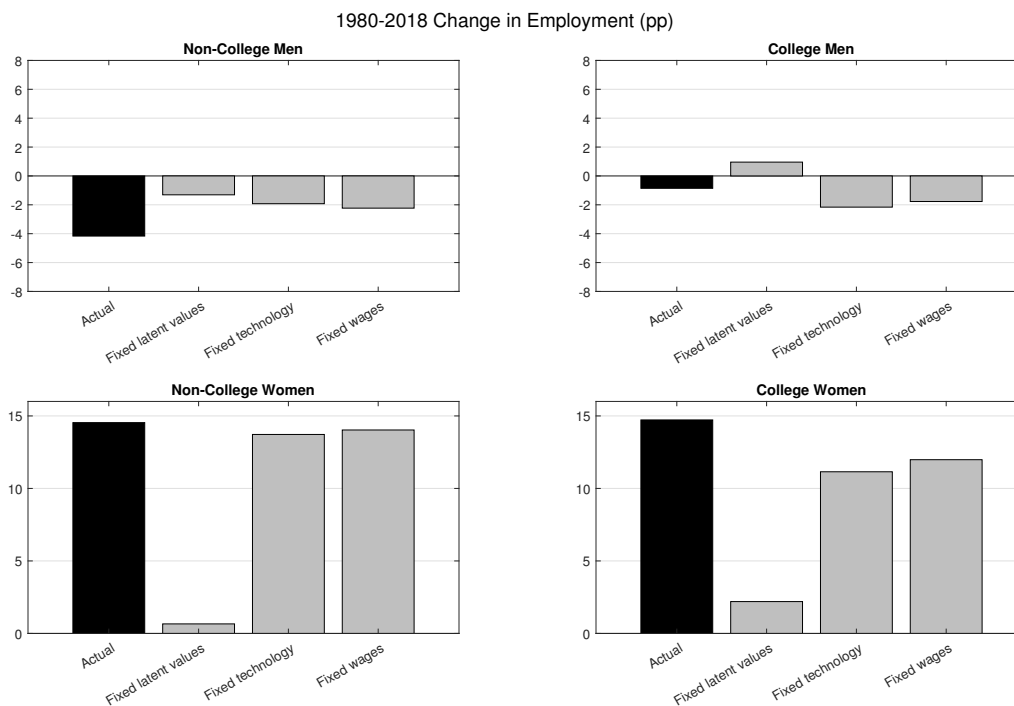 1980-2018 Change in Employment (pp)
Non-College Men
8
6
4
2
0
-2
-4
-6
-8
Actual
Fixed latent values
Fixed technology
Fixed wages
College Men
8
6
4
2
0
-2
-4
-6
-8
Actual
Fixed latent values
Fixed technology
Fixed wages
Non-College Women
15
10
5
0
Actual
Fixed latent values
Fixed technology
Fixed wages
College Women
15
10
5
0
Actual
Fixed latent values
Fixed technology
Fixed wages